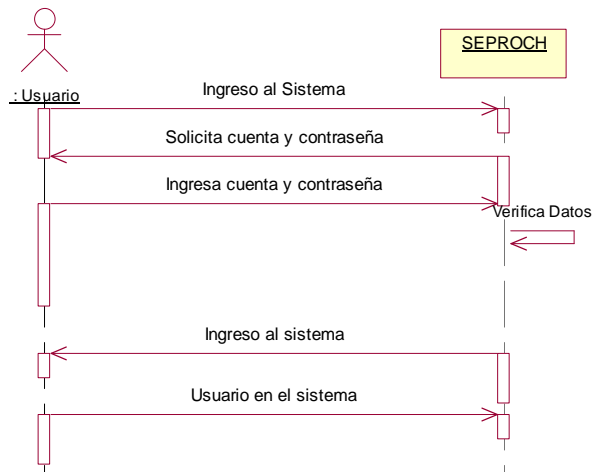 SEPROCH
: Usuario
Ingreso al Sistema
Solicita cuenta y contraseña
Ingresa cuenta y contraseña
Verifica Datos
Ingreso al sistema
Usuario en el sistema